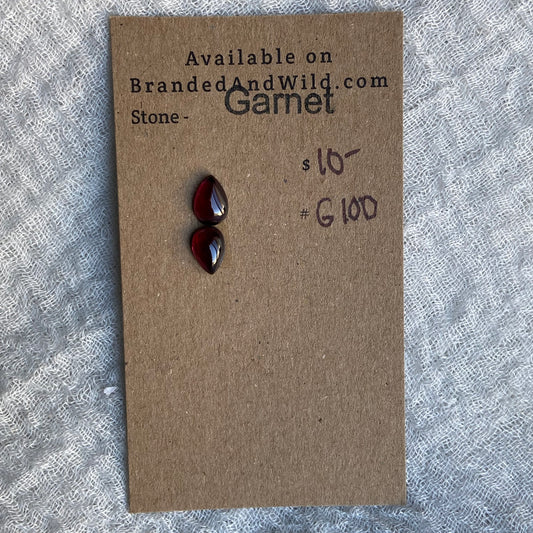 Available on
BrandedAndWild.com
Stone - Garnet
$ 10-
# G100